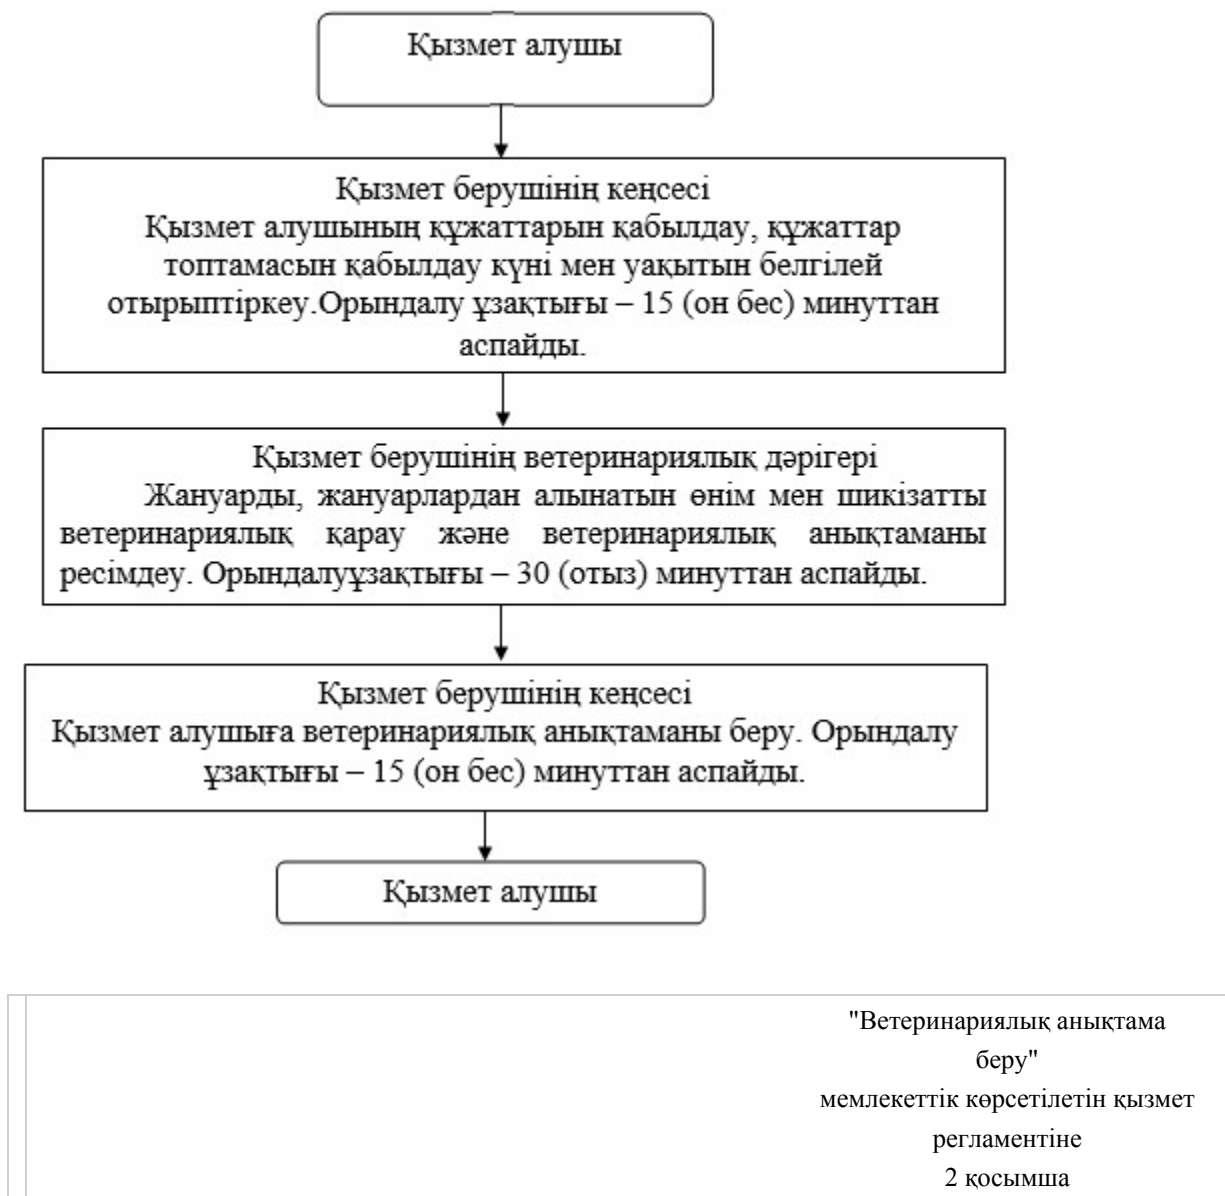 Қызмет алушы
Қызмет берушінің кеңсесі
Қызмет алушының құжаттарын қабылдау, құжаттар
топтамасын қабылдау күні мен уақытын белгілей
отырыптіркеу.Орындалу ұзақтығы – 15 (он бес) минуттан
аспайды.
Қызмет берушінің ветеринариялық дәрігері
Жануарды, жануарлардан алынатын өнім мен шикізатты
ветеринариялық қарау және ветеринариялық анықтаманы
ресімдеу. Орындалуұзақтығы – 30 (отыз) минуттан аспайды.
Қызмет берушінің кеңсесі
Қызмет алушыға ветеринариялық анықтаманы беру. Орындалу
ұзақтығы – 15 (он бес) минуттан аспайды.
Қызмет алушы
"Ветеринариялық анықтама
беру"
мемлекеттік көрсетілетін қызмет
регламентіне
2 қосымша